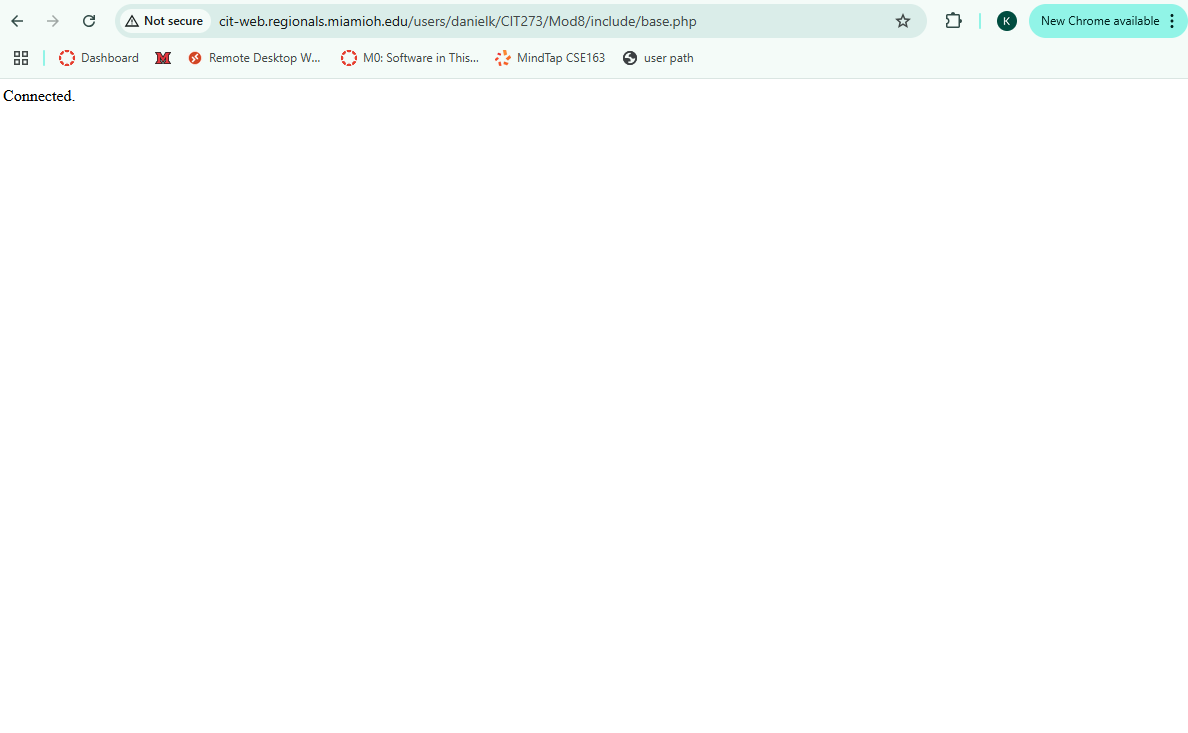 Not secure cit-web.regionals.miamioh.edu/users/danielk/CIT273/Mod8/include/base.php K New Chrome available
Dashboard M Remote Desktop W... M0: Software in This... MindTap CSE163 user path
Connected.